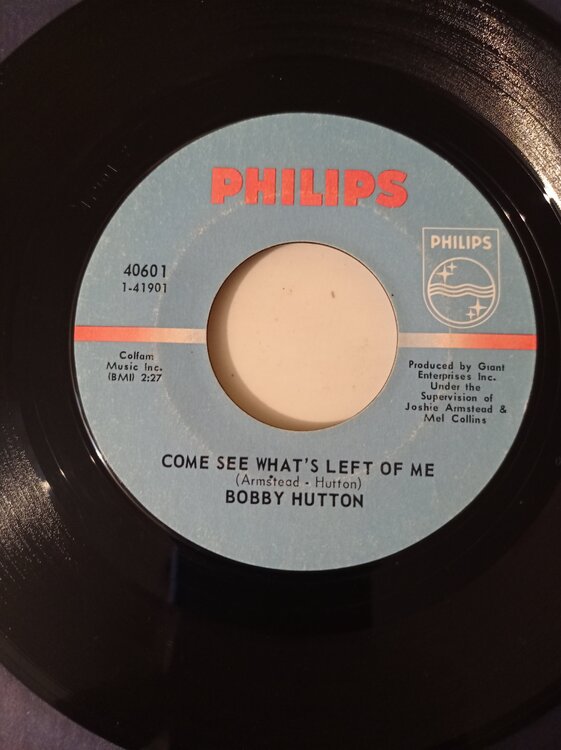 PHILIPS
PHILIPS
40601
1-41901
Colfam
Music Inc.
(BMI) 2:27
Produced by Giant
Enterprises Inc.
Under the
Supervision of
Joshie Armstead &
Mel Collins
COME SEE WHAT'S LEFT OF ME
(Armstead - Hutton)
BOBBY HUTTON